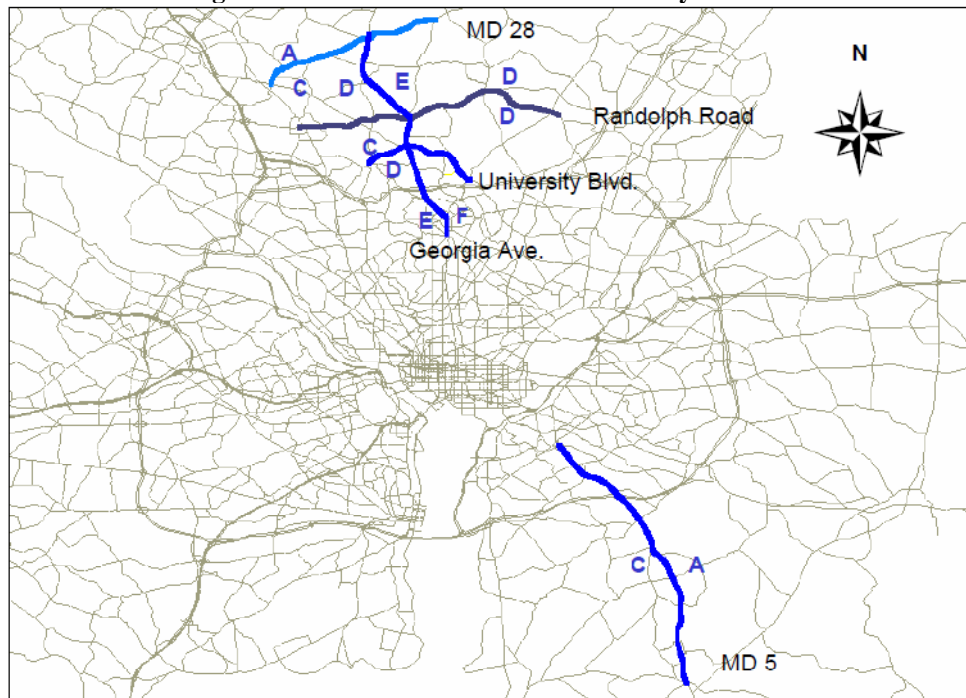 MD 28
N
A
C D E D
D
Randolph Road
C
D
University Blvd.
E F
Georgia Ave.
C A
MD 5